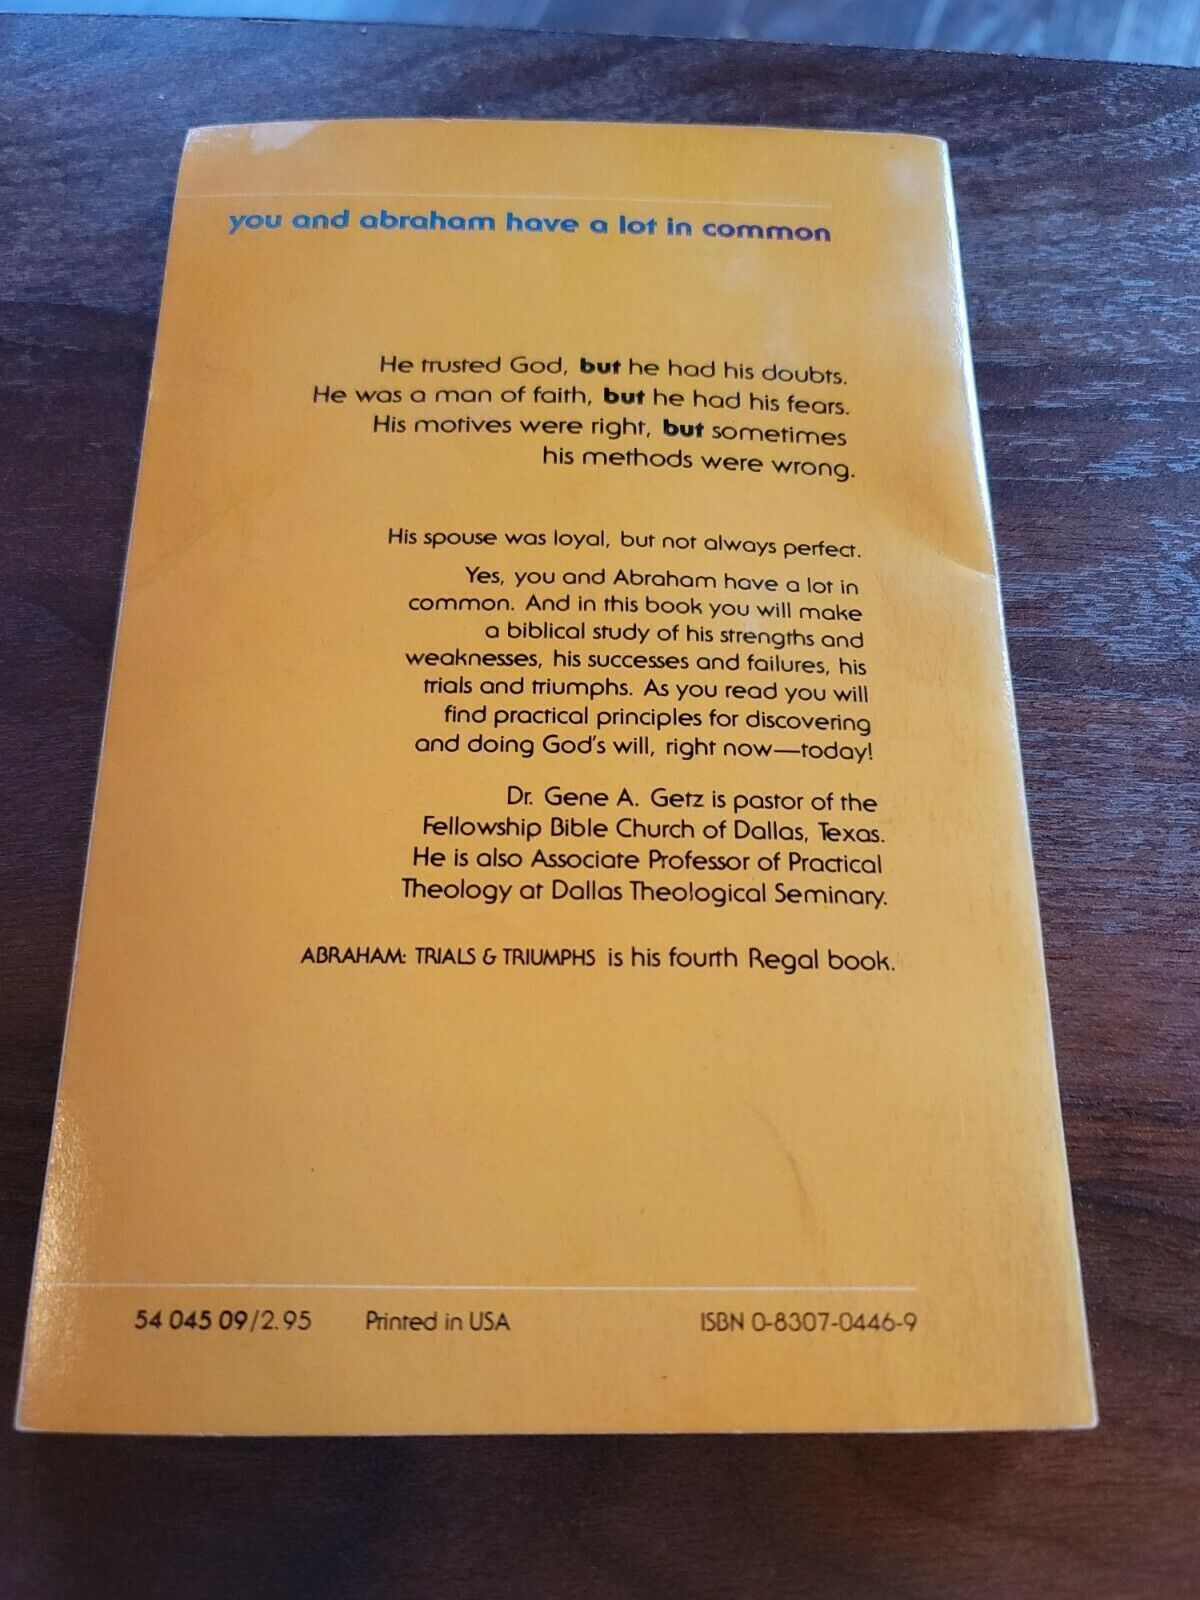 you and abraham have a lot in common
He trusted God, but he had his doubts.
He was a man of faith, but he had his fears.
His motives were right, but sometimes
his methods were wrong.
His spouse was loyal, but not always perfect.
Yes, you and Abraham have a lot in
common. And in this book you will make
a biblical study of his strengths and
weaknesses, his successes and failures, his
trials and triumphs. As you read you will
find practical principles for discovering
and doing God's will, right now—today!
Dr. Gene A. Getz is pastor of the
Fellowship Bible Church of Dallas, Texas.
He is also Associate Professor of Practical
Theology at Dallas Theological Seminary.
ABRAHAM: TRIALS & TRIUMPHS is his fourth Regal book.
54 045 09/2.95 Printed in USA ISBN 0-8307-0446-9